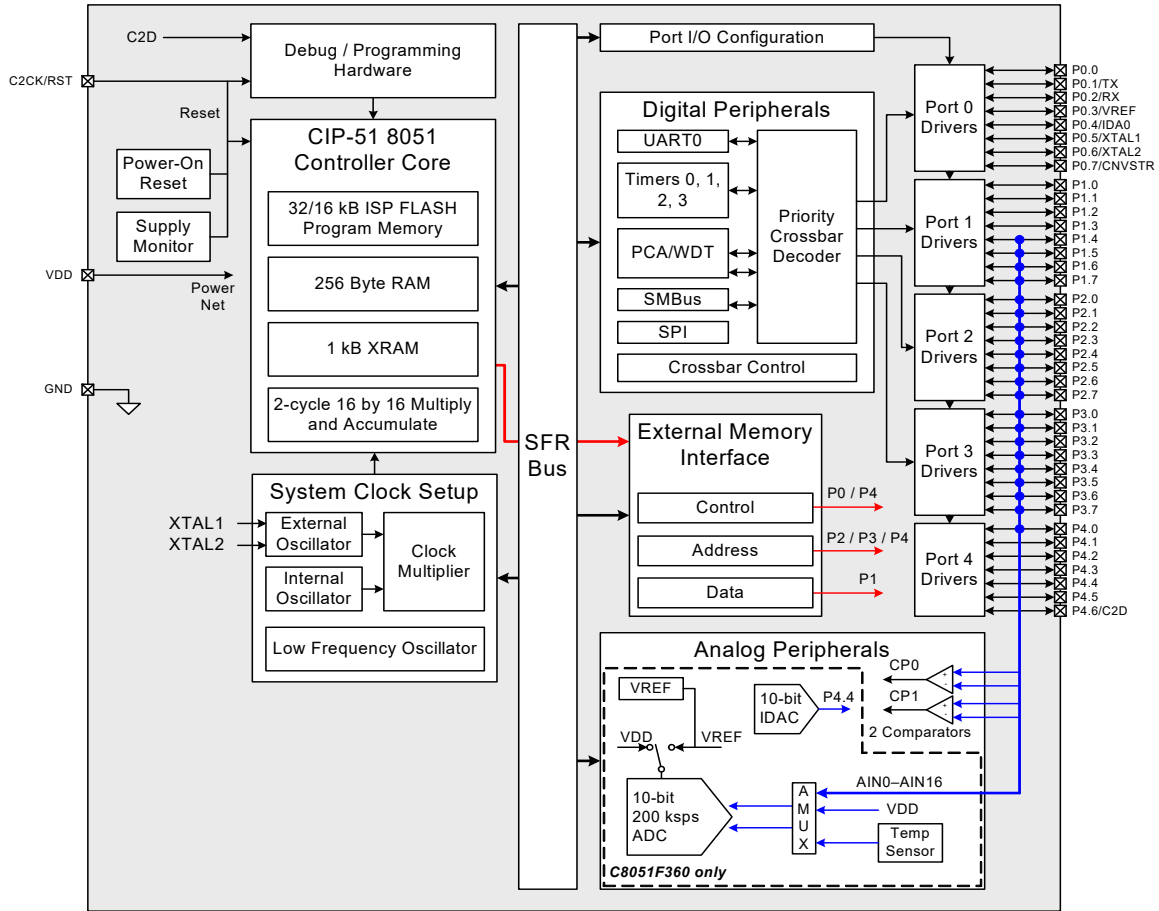 C2D
C2CK/RST
Reset
Power-On
Reset
Supply
Monitor
VDD
Power
Net
GND
Debug / Programming
Hardware
CIP-51 8051
Controller Core
32/16 kB ISP FLASH
Program Memory
256 Byte RAM
1 kB XRAM
2-cycle 16 by 16 Multiply
and Accumulate
System Clock Setup
XTAL1
XTAL2
External
Oscillator
Internal
Oscillator
Clock
Multiplier
Low Frequency Oscillator
SFR
Bus
Port I/O Configuration
Digital Peripherals
UART0
Timers 0, 1,
2, 3
PCA/WDT
SMBus
SPI
Priority
Crossbar
Decoder
Crossbar Control
External Memory
Interface
Control
Address
Data
P0 / P4
P2 / P3 / P4
P1
Port 0
Drivers
Port 1
Drivers
Port 2
Drivers
Port 3
Drivers
Port 4
Drivers
P0.0
P0.1/TX
P0.2/RX
P0.3/VREF
P0.4/IDA0
P0.5/XTAL1
P0.6/XTAL2
P0.7/CNVSTR
P1.0
P1.1
P1.2
P1.3
P1.4
P1.5
P1.6
P1.7
P2.0
P2.1
P2.2
P2.3
P2.4
P2.5
P2.6
P2.7
P3.0
P3.1
P3.2
P3.3
P3.4
P3.5
P3.6
P3.7
P4.0
P4.1
P4.2
P4.3
P4.4
P4.5
P4.6/C2D
Analog Peripherals
VREF
VDD
VREF
10-bit
IDAC
P4.4
CP0
CP1
+
-
+
-
2 Comparators
10-bit
200 ksps
ADC
A
M
U
X
AIN0–AIN16
VDD
Temp
Sensor
C8051F360 only